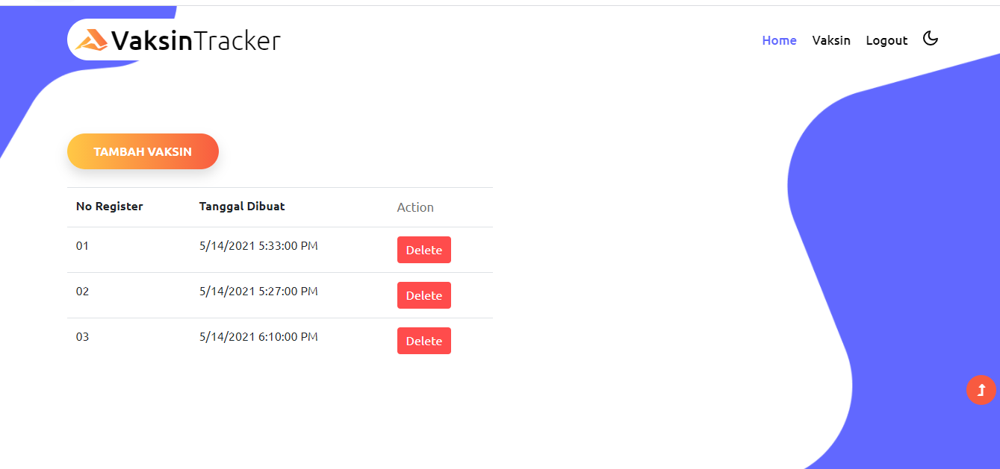 VaksinTracker
Home Vaksin Logout
TAMBAH VAKSIN
No Register Tanggal Dibuat Action
01 5/14/2021 5:33:00 PM Delete
02 5/14/2021 5:27:00 PM Delete
03 5/14/2021 6:10:00 PM Delete